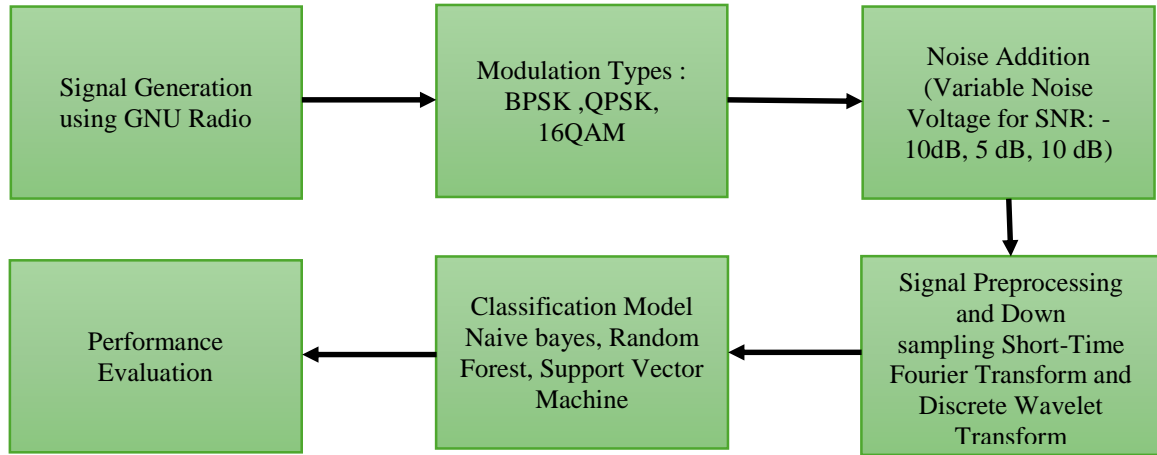 Signal Generation
using GNU Radio
Modulation Types :
BPSK ,QPSK,
16QAM
Noise Addition
(Variable Noise
Voltage for SNR: -
10dB, 5 dB, 10 dB)
Performance
Evaluation
Classification Model
Naive bayes, Random
Forest, Support Vector
Machine
Signal Preprocessing
and Down
sampling Short-Time
Fourier Transform and
Discrete Wavelet
Transform